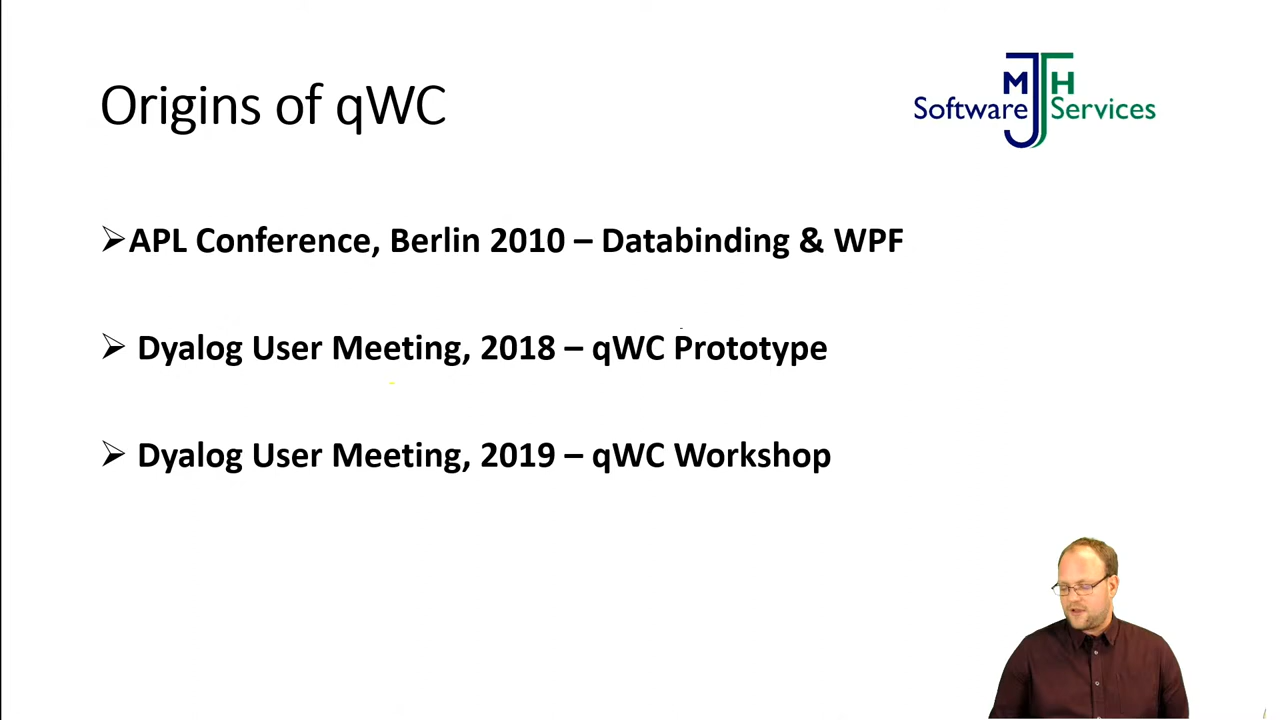 Origins of qWC
MJH
Software Services
➢APL Conference, Berlin 2010 – Databinding & WPF
➢ Dyalog User Meeting, 2018 – qWC Prototype
➢ Dyalog User Meeting, 2019 – qWC Workshop